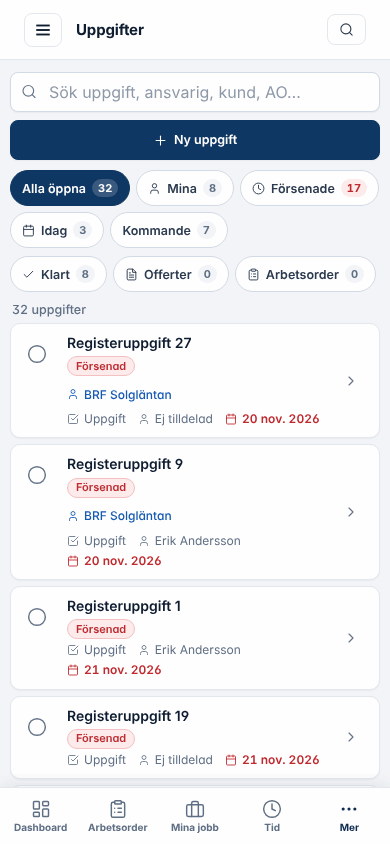 Uppgifter
Sök uppgift, ansvarig, kund, AO...
Ny uppgift
Alla öppna 32 Mina 8 Försenade 17
Idag 3 Kommande 7
Klart 8 Offerter 0 Arbetsorder 0
32 uppgifter
Registeruppgift 27
Försenad
BRF Solgläntan
Uppgift Ej tilldelad 20 nov. 2026
Registeruppgift 9
Försenad
BRF Solgläntan
Uppgift Erik Andersson
20 nov. 2026
Registeruppgift 1
Försenad
Uppgift Erik Andersson
21 nov. 2026
Registeruppgift 19
Försenad
Uppgift Ej tilldelad 21 nov. 2026
Dashboard Arbetsorder Mina jobb Tid Mer